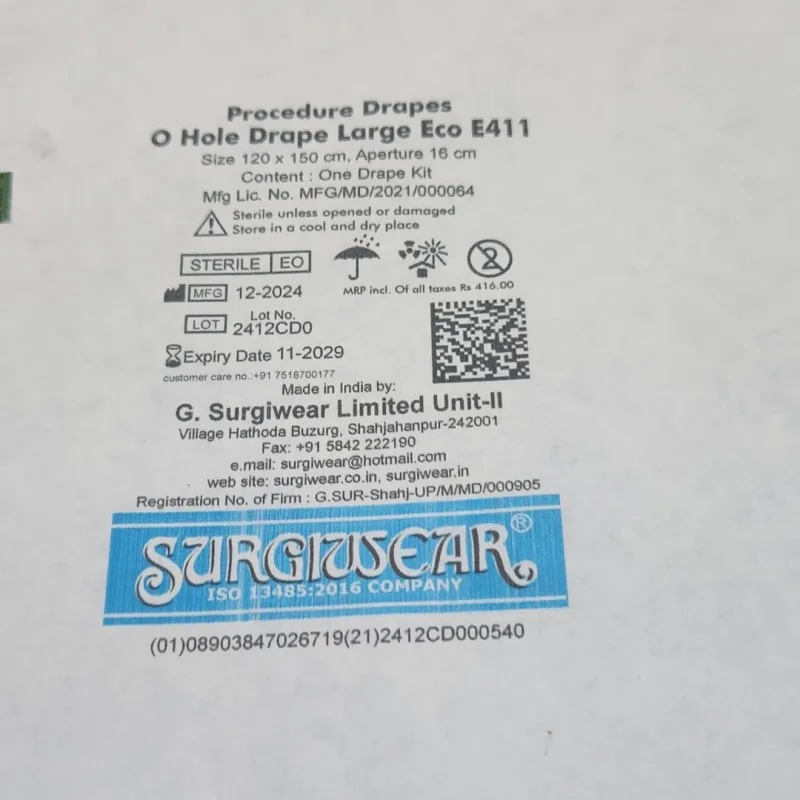 Procedure Drapes
O Hole Drape Large Eco E411
Size 120 x 150 cm, Aperture 16 cm
Content : One Drape Kit
Mfg Lic. No. MFG/MD/2021/000064
Sterile unless opened or damaged
Store in a cool and dry place
STERILE EO
MFG 12-2024
MRP incl. Of all taxes Rs 416.00
LOT Lot No.
2412CD0
Expiry Date 11-2029
customer care no.:+91 7518700177
Made in India by:
G. Surgiwear Limited Unit-II
Village Hathoda Buzurg, Shahjahanpur-242001
Fax: +91 5842 222190
e.mail: surgiwear@hotmail.com
web site: surgiwear.co.in, surgiwear.in
Registration No. of Firm : G.SUR-Shahj-UP/M/MD/000905
SURGIWEAR®
ISO 13485:2016 COMPANY
(01)08903847026719(21)2412CD000540